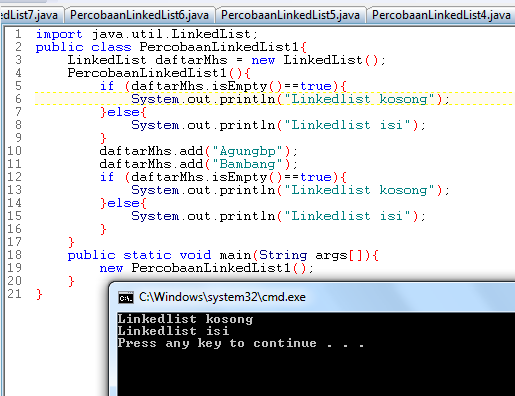 edList7.java PercobaanLinkedList6.java PercobaanLinkedList5.java PercobaanLinkedList4.java
1 import java.util.LinkedList;
2 public class PercobaanLinkedList1{
3 LinkedList daftarMhs = new LinkedList();
4 PercobaanLinkedList1(){
5 if (daftarMhs.isEmpty()==true){
6 System.out.println("Linkedlist kosong");
7 }else{
8 System.out.println("Linkedlist isi");
9 }
10 daftarMhs.add("Agungbp");
11 daftarMhs.add("Bambang");
12 if (daftarMhs.isEmpty()==true){
13 System.out.println("Linkedlist kosong");
14 }else{
15 System.out.println("Linkedlist isi");
16 }
17 }
18 public static void main(String args[]){
19 new PercobaanLinkedList1();
20 }
21 }
C:\Windows\system32\cmd.exe
Linkedlist kosong
Linkedlist isi
Press any key to continue . . .